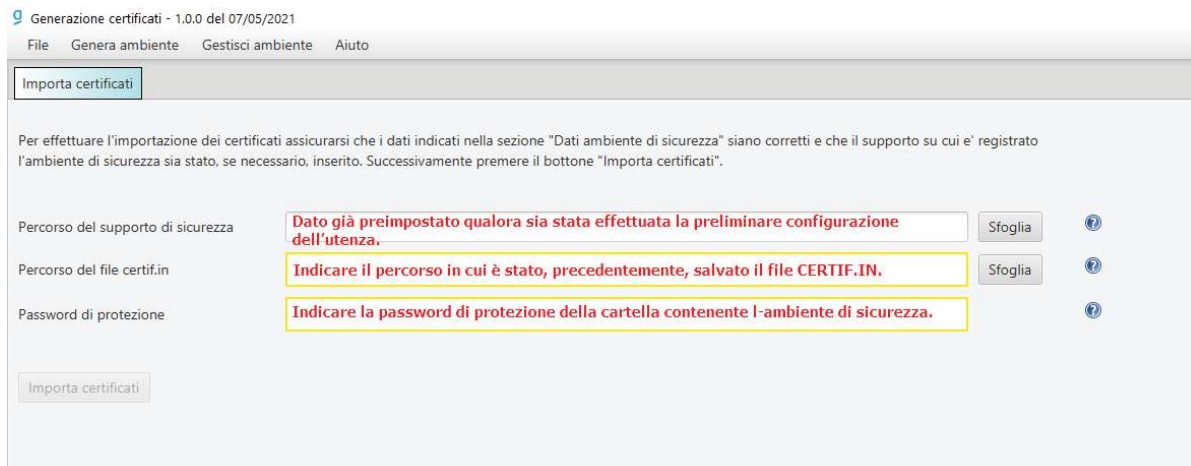 Generazione certificati - 1.0.0 del 07/05/2021
File Genera ambiente Gestisci ambiente Aiuto
Importa certificati
Per effettuare l'importazione dei certificati assicurarsi che i dati indicati nella sezione "Dati ambiente di sicurezza" siano corretti e che il supporto su cui e' registrato
l'ambiente di sicurezza sia stato, se necessario, inserito. Successivamente premere il bottone "Importa certificati".
Percorso del supporto di sicurezza
Dato già preimpostato qualora sia stata effettuata la preliminare configurazione
dell'utenza.
Sfoglia
Percorso del file certif.in
Indicare il percorso in cui è stato, precedentemente, salvato il file CERTIF.IN.
Sfoglia
Password di protezione
Indicare la password di protezione della cartella contenente l-ambiente di sicurezza.
Importa certificati